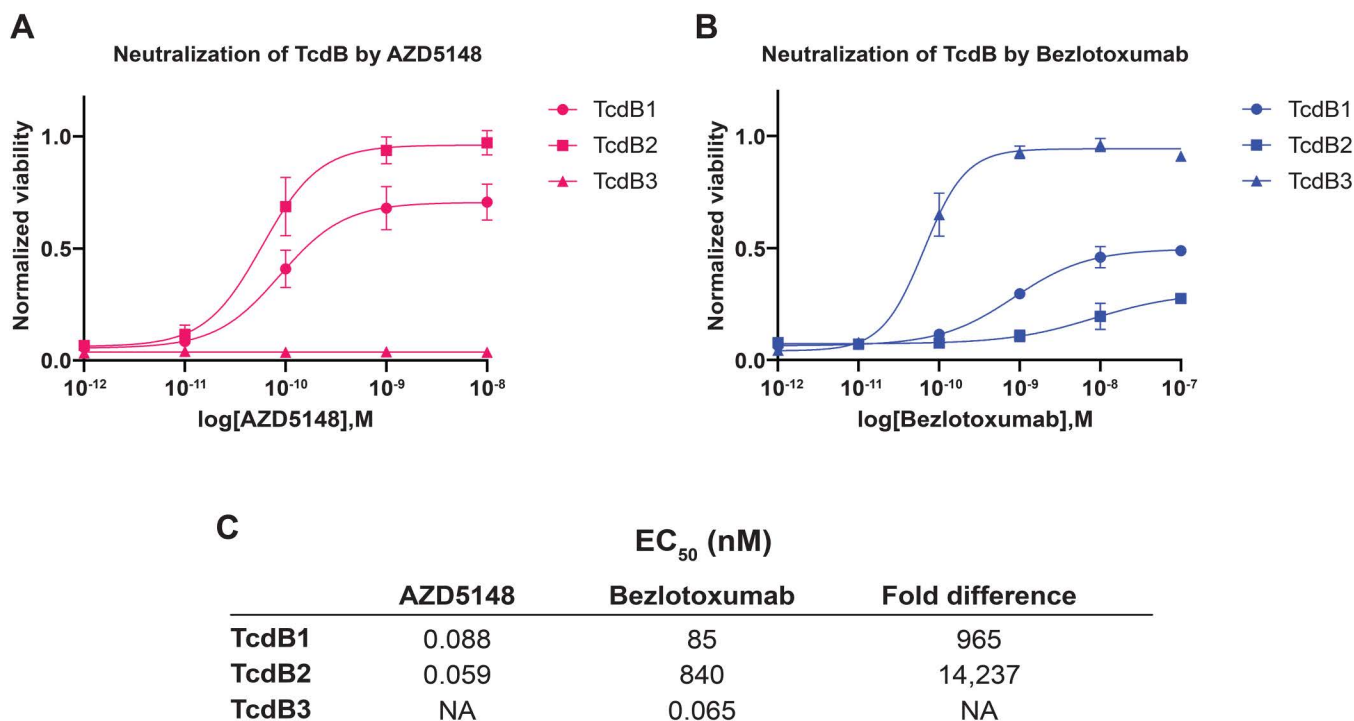 A
Neutralization of TcdB by AZD5148
Normalized viability
1.0
0.5
0.0
10⁻¹² 10⁻¹¹ 10⁻¹⁰ 10⁻⁹ 10⁻⁸
log[AZD5148],M
TcdB1
TcdB2
TcdB3
B
Neutralization of TcdB by Bezlotoxumab
Normalized viability
1.0
0.5
0.0
10⁻¹² 10⁻¹¹ 10⁻¹⁰ 10⁻⁹ 10⁻⁸ 10⁻⁷
log[Bezlotoxumab],M
TcdB1
TcdB2
TcdB3
C
EC₅₀ (nM)
AZD5148 Bezlotoxumab Fold difference
TcdB1 0.088 85 965
TcdB2 0.059 840 14,237
TcdB3 NA 0.065 NA